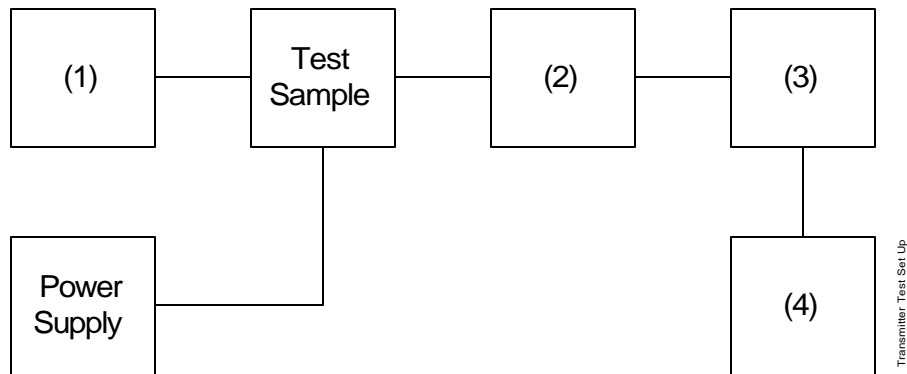 (1)
Test
Sample
(2)
(3)
Power
Supply
(4)
Transmitter Test Set Up